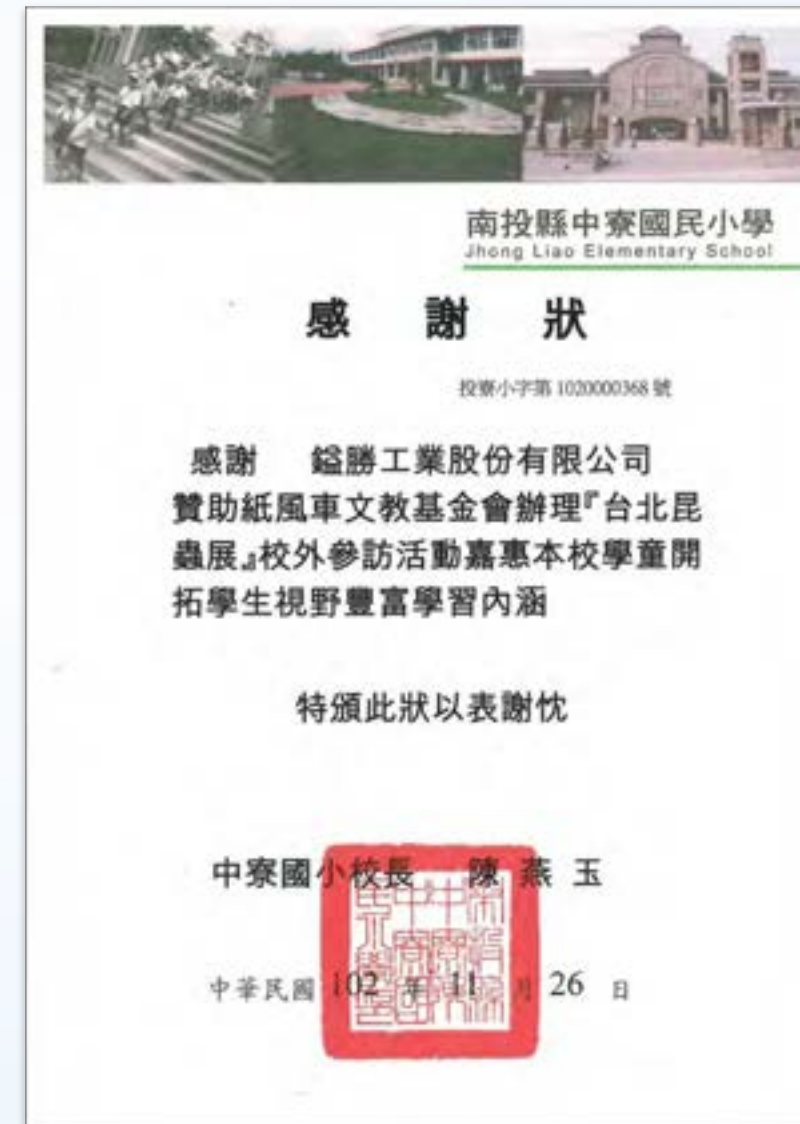 南投縣中寮國民小學
Jhong Liao Elementary School
感 謝 狀
投寮小字第 1020000368 號
感謝 鎰勝工業股份有限公司
贊助紙風車文教基金會辦理『台北昆
蟲展』校外參訪活動嘉惠本校學童開
拓學生視野豐富學習內涵
特頒此狀以表謝忱
中寮國小校長 陳燕玉
中華民國 102 年 11 月 26 日